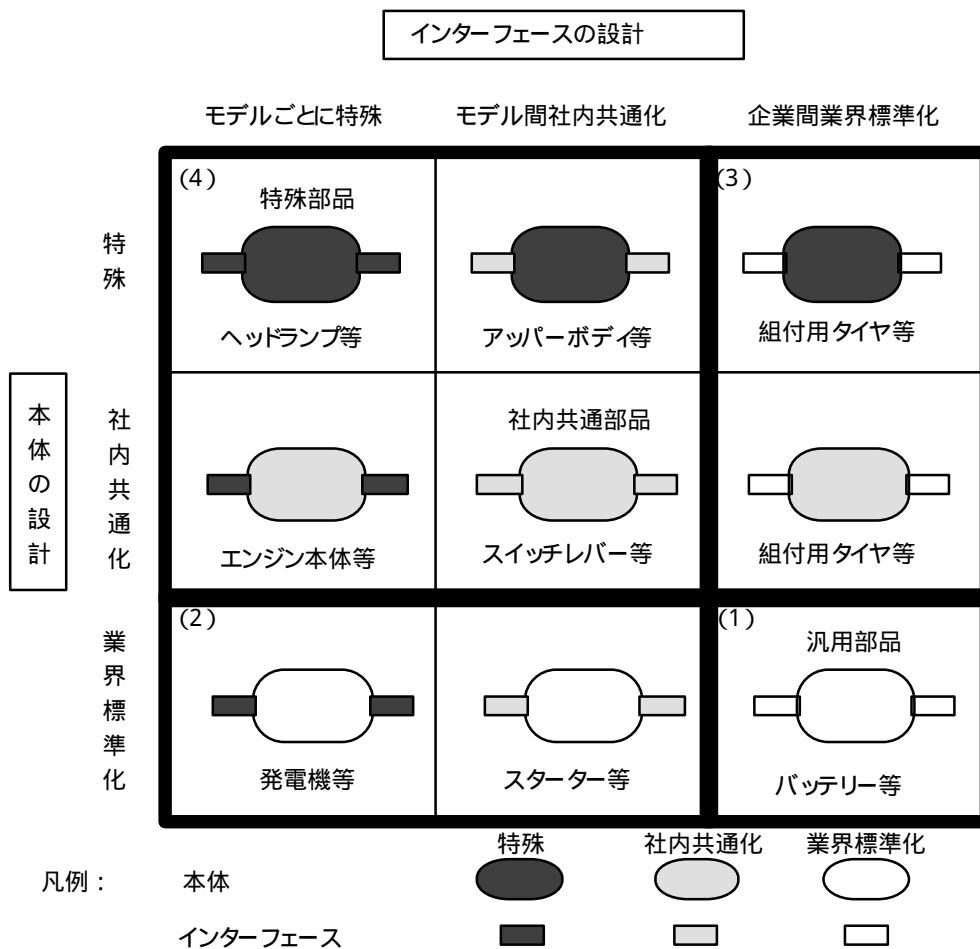 インターフェースの設計
モデルごとに特殊
モデル間社内共通化
企業間業界標準化
本体の設計
特殊
(4)
特殊部品
ヘッドランプ等
アッパーボディ等
(3)
組付用タイヤ等
社内共通化
エンジン本体等
社内共通部品
スイッチレバー等
組付用タイヤ等
業界標準化
(2)
発電機等
スターター等
(1)
汎用部品
バッテリー等
特殊
社内共通化
業界標準化
凡例：
本体
インターフェース